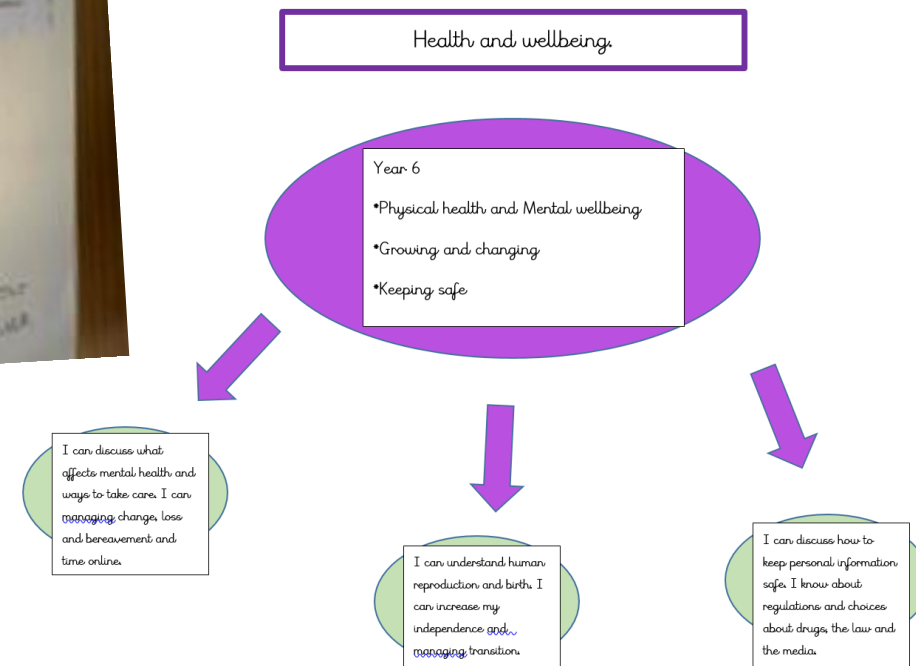 Health and wellbeing.
Year 6
*Physical health and Mental wellbeing
*Growing and changing
*Keeping safe
I can discuss what
affects mental health and
ways to take care. I can
managing change, loss
and bereavement and
time online.
I can understand human
reproduction and birth. I
can increase my
independence and
managing transition.
I can discuss how to
keep personal information
safe. I know about
regulations and choices
about drugs, the law and
the media.